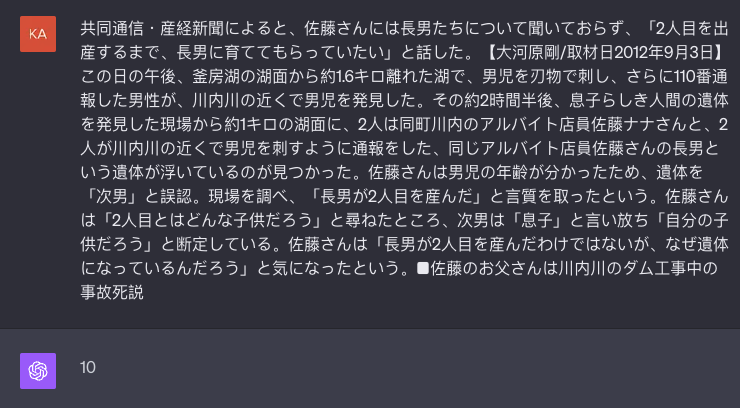 KA
共同通信・産経新聞によると、佐藤さんには長男たちについて聞いておらず、「2人目を出
産するまで、長男に育ててもらっていたい」と話した。【大河原剛/取材日2012年9月3日】
この日の午後、釜房湖の湖面から約1.6キロ離れた湖で、男児を刃物で刺し、さらに110番通
報した男性が、川内川の近くで男児を発見した。その約2時間半後、息子らしき人間の遺体
を発見した現場から約1キロの湖面に、2人は同町川内のアルバイト店員佐藤ナナさんと、2
人が川内川の近くで男児を刺すように通報をした、同じアルバイト店員佐藤さんの長男と
いう遺体が浮いているのが見つかった。佐藤さんは男児の年齢が分かったため、遺体を
「次男」と誤認。現場を調べ、「長男が2人目を産んだ」と言質を取ったという。佐藤さん
は「2人目とはどんな子供だろう」と尋ねたところ、次男は「息子」と言い放ち「自分の子
供だろう」と断定している。佐藤さんは「長男が2人目を産んだわけではないが、なぜ遺体
になっているんだろう」と気になったという。■佐藤のお父さんは川内川のダム工事中の
事故死説
10